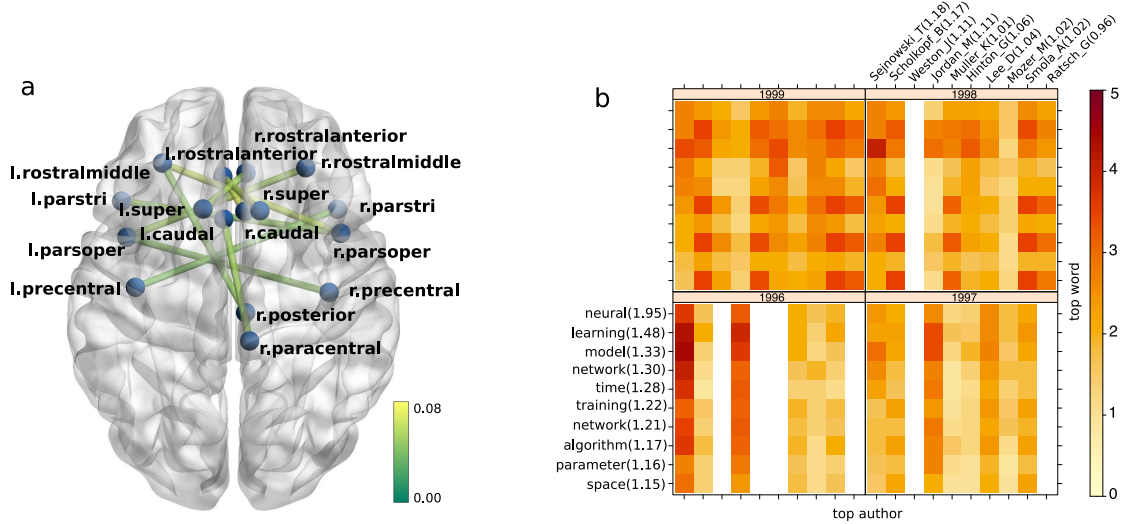 a
r.rostralanterior
l.rostralanterior
r.rostralmiddle
l.rostralmiddle
r.super
l.parstri
l.super
r.parstri
l.caudal
r.caudal
l.parsoper
r.parsoper
l.precentral
r.precentral
r.posterior
r.paracentral
0.08
0.00
b
Sejnowski_T(1.18)
Scholkopf_B(1.17)
Weston_J(1.11)
Jordan_M(1.11)
Muller_K(1.01)
Hinton_G(1.06)
Lee_D(1.04)
Mozer_M(1.02)
Smola_A(1.02)
Ratsch_G(0.96)
1999
1998
1996
1997
neural(1.95)
learning(1.48)
model(1.33)
network(1.30)
time(1.28)
training(1.22)
network(1.21)
algorithm(1.17)
parameter(1.16)
space(1.15)
top author
top word
5
4
3
2
1
0